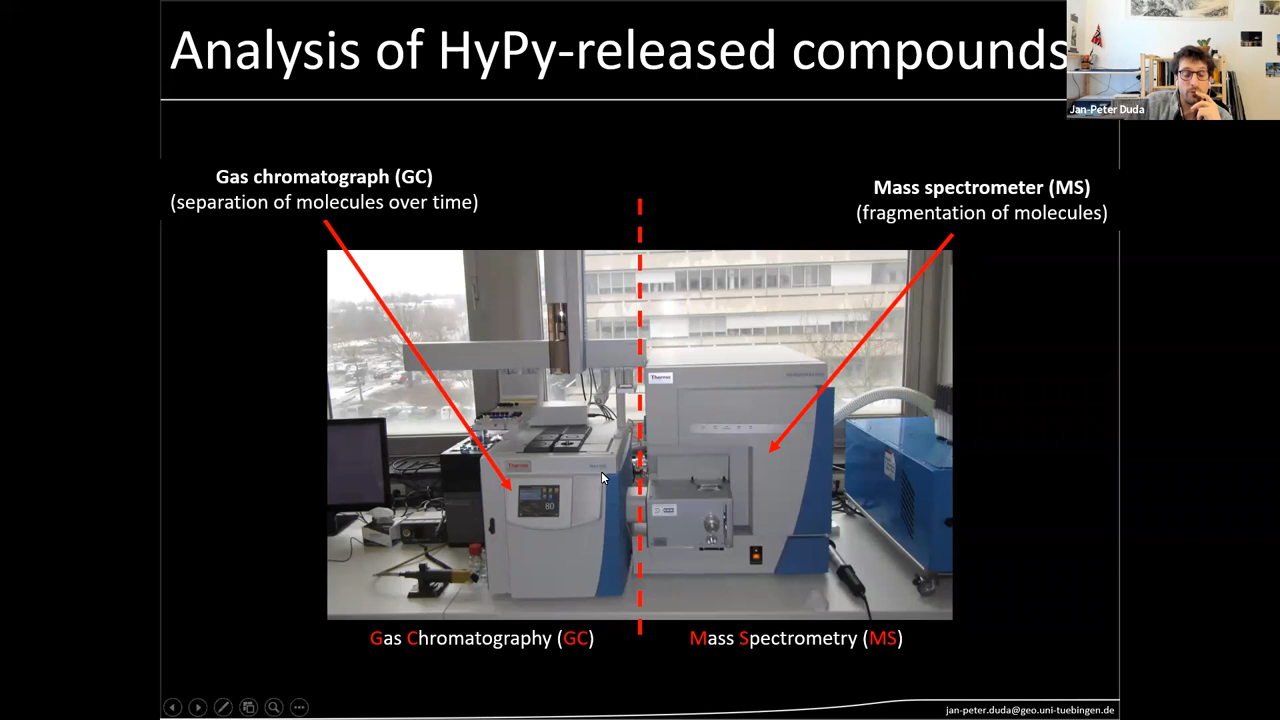 Analysis of HyPy-released compounds
Jan-Peter Duda
Gas chromatograph (GC)
(separation of molecules over time)
Mass spectrometer (MS)
(fragmentation of molecules)
Thermo
Thermo
80
Gas Chromatography (GC)
Mass Spectrometry (MS)
jan-peter.duda@geo.uni-tuebingen.de